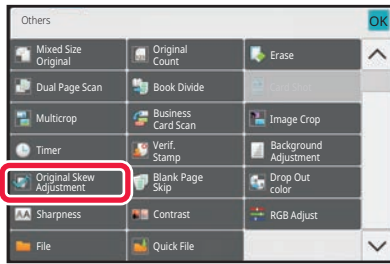 Others
OK
Mixed Size
Original
Original
Count
Erase
Dual Page Scan
Book Divide
Card Shot
Multicrop
Business
Card Scan
Image Crop
Timer
Verif.
Stamp
Background
Adjustment
Original Skew
Adjustment
Blank Page
Skip
Drop Out
color
Sharpness
Contrast
RGB Adjust
File
Quick File